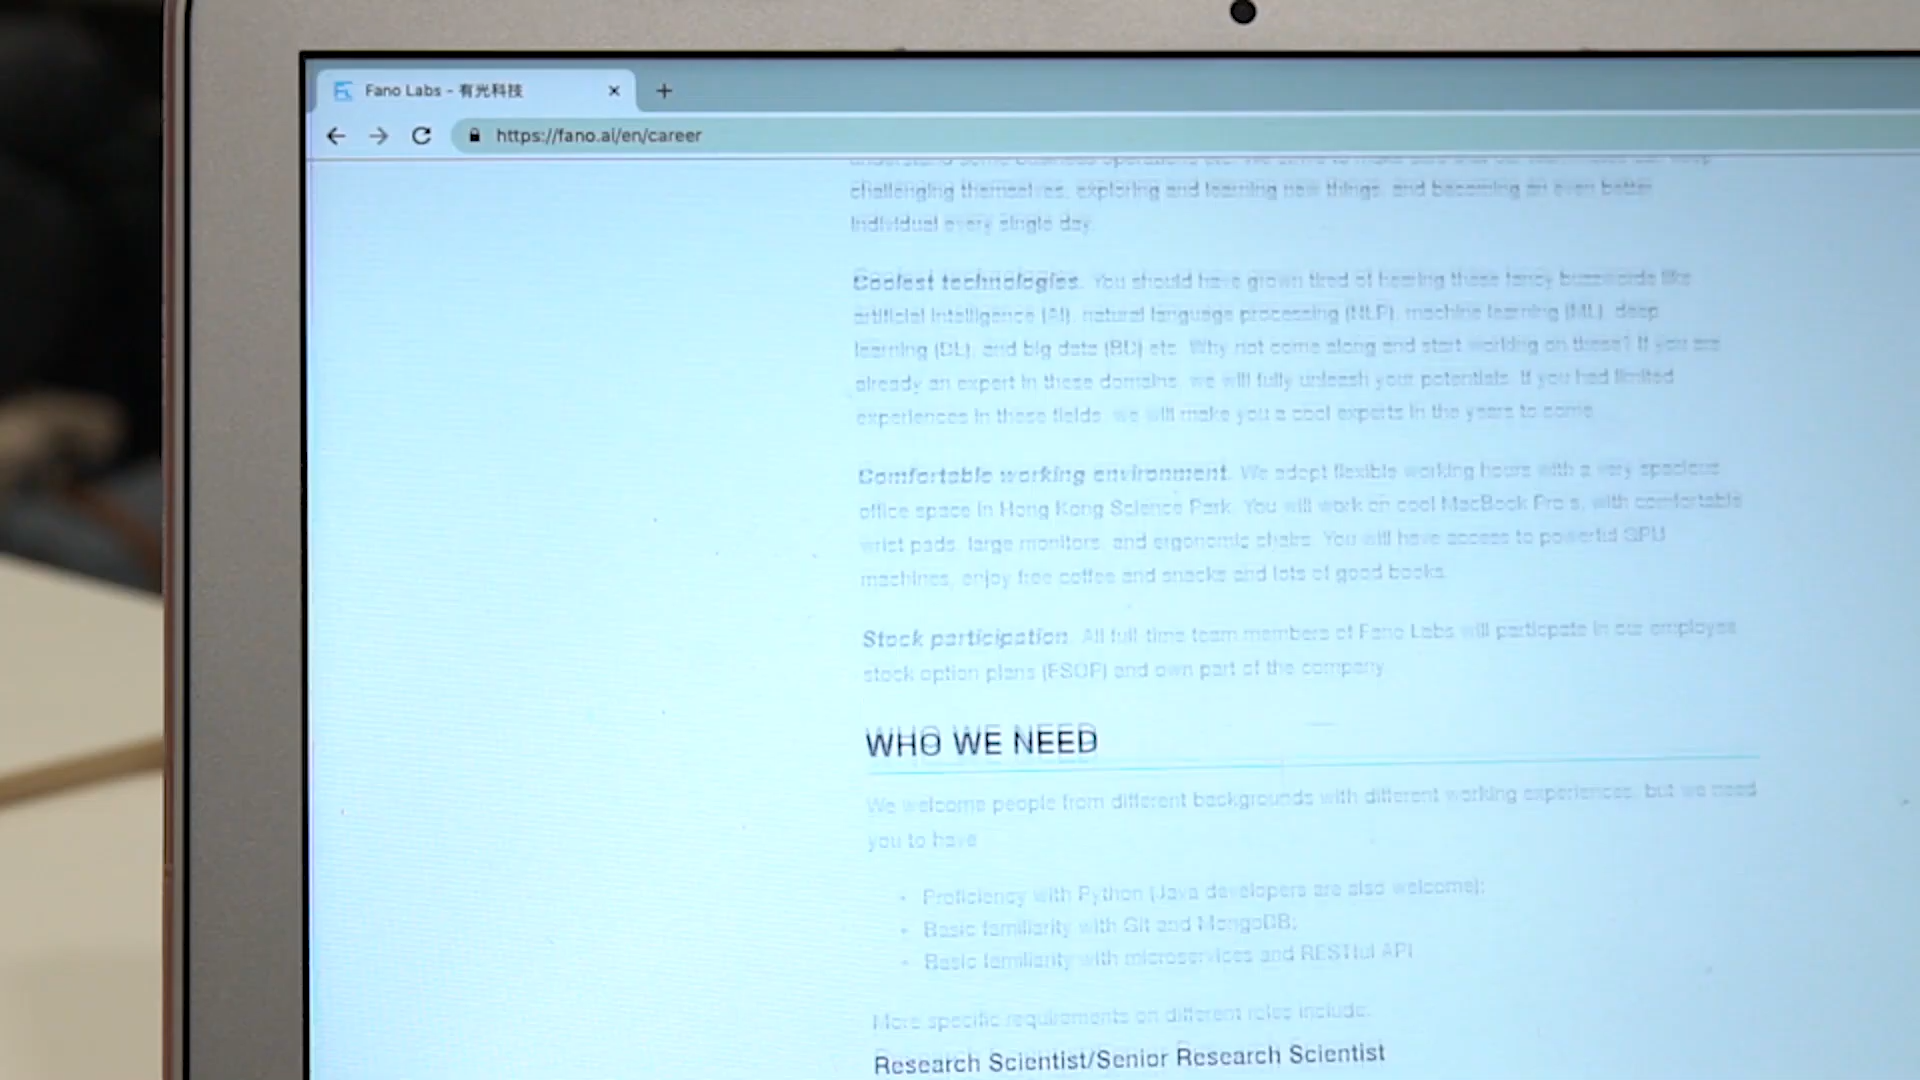 Fano Labs - 有光科技
https://fano.ai/en/career
challenging themselves, exploring and learning new things, and becoming an even better
individual every single day.
Coolest technologies. You should have grown tired of hearing these fancy buzzwords like
artificial intelligence (AI), natural language processing (NLP), machine learning (ML), deep
learning (DL), and big data (BD) etc. Why not come along and start working on these? If you are
already an expert in these domains, we will fully unleash your potentials. If you had limited
experiences in these fields, we will make you a cool experts in the years to come.
Comfortable working environment. We adopt flexible working hours with a very spacious
office space in Hong Kong Science Park. You will work on cool MacBook Pro s, with comfortable
wrist pads, large monitors, and ergonomic chairs. You will have access to powerful GPU
machines, enjoy free coffee and snacks and lots of good books.
Stock participation. All full time team members of Fano Labs will particpate in our employee
stock option plans (ESOP) and own part of the company.
WHO WE NEED
We welcome people from different backgrounds with different working experiences, but we need
you to have
• Proficiency with Python (Java developers are also welcome);
• Basic familiarity with Git and MongoDB;
• Basic familiarity with microservices and RESTful API.
More specific requirements on different roles include:
Research Scientist/Senior Research Scientist